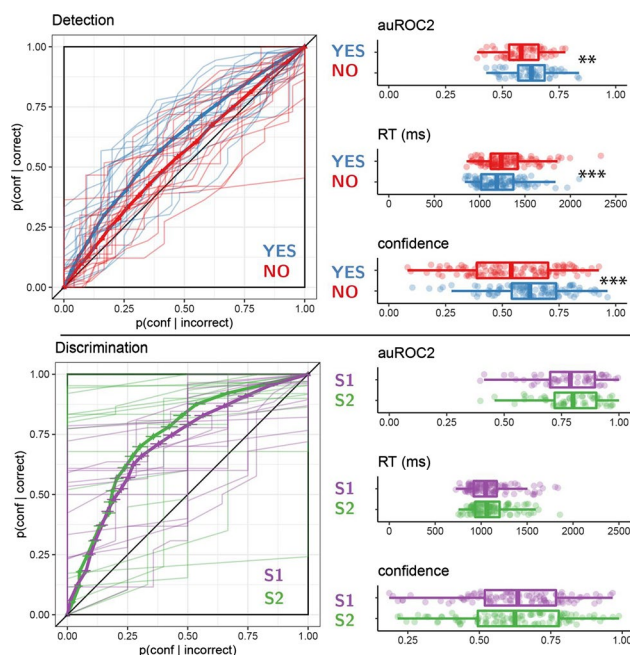 Detection
1.00
0.75
0.50
0.25
0.00
p(conf | correct)
YES
NO
0.00 0.25 0.50 0.75 1.00
p(conf | incorrect)
auROC2
YES
NO
**
0.00 0.25 0.50 0.75 1.00
RT (ms)
YES
NO
***
0 500 1000 1500 2000 2500
confidence
YES
NO
***
0.00 0.25 0.50 0.75 1.00
Discrimination
1.00
0.75
0.50
0.25
0.00
p(conf | correct)
S1
S2
0.00 0.25 0.50 0.75 1.00
p(conf | incorrect)
auROC2
S1
S2
0.00 0.25 0.50 0.75 1.00
RT (ms)
S1
S2
0 500 1000 1500 2000 2500
confidence
S1
S2
0.00 0.25 0.50 0.75 1.00